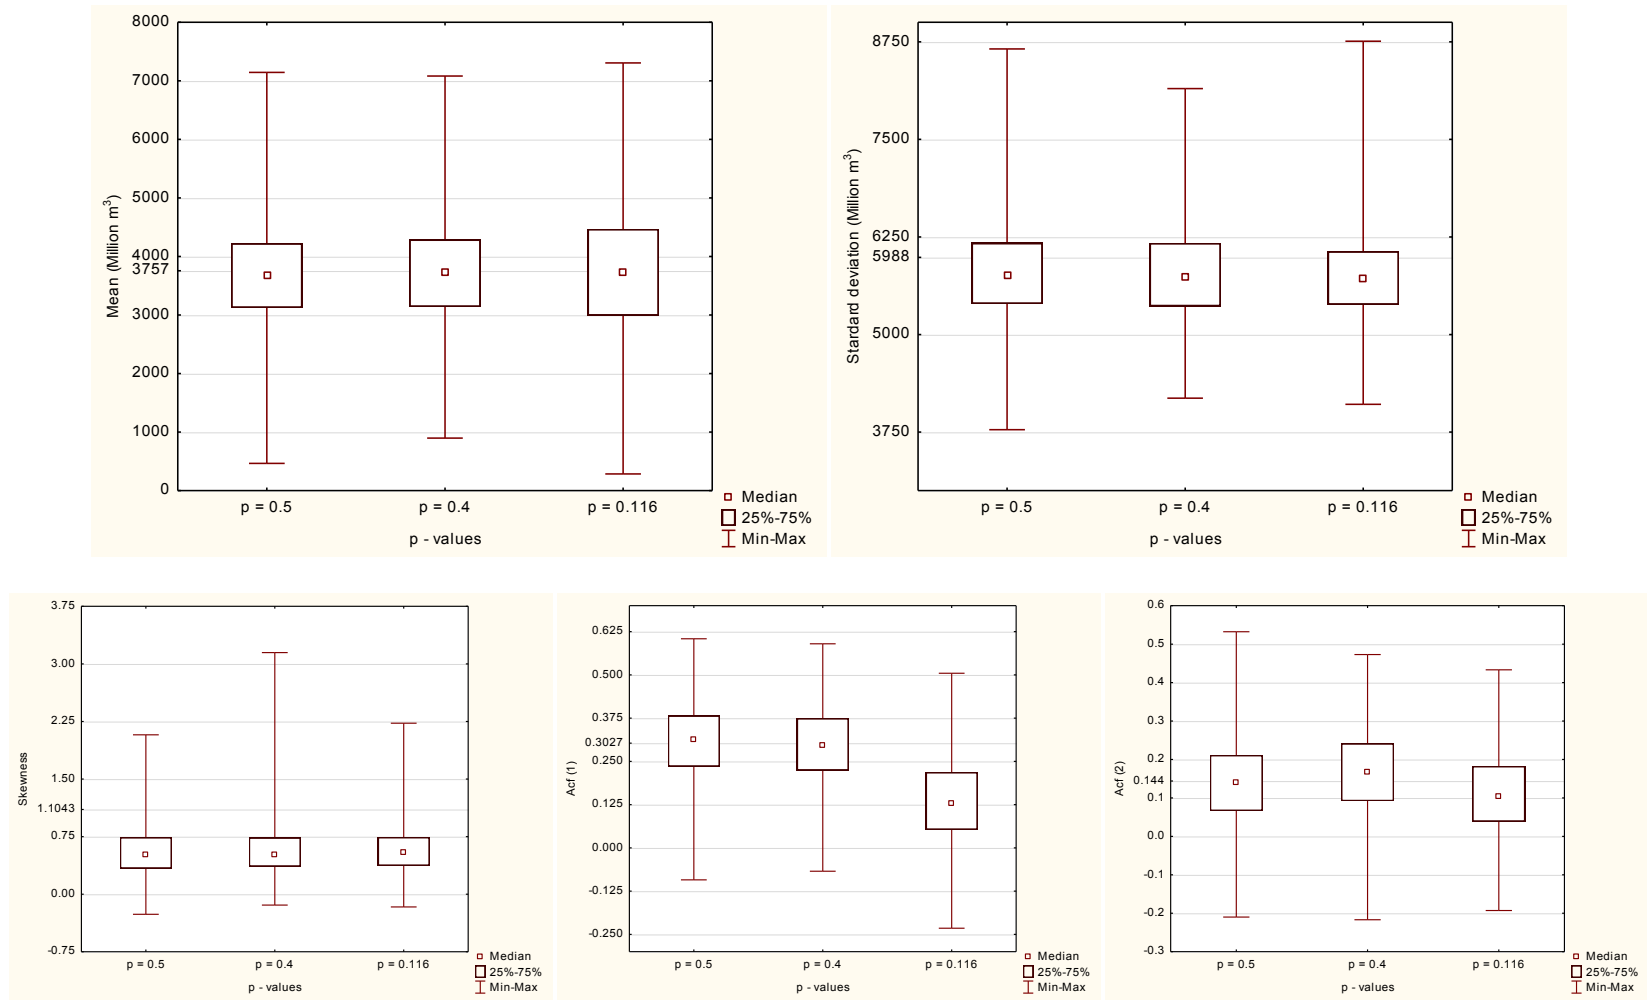 Mean (Million m³)
8000
7000
6000
5000
4000
3757
3000
2000
1000
0
p = 0.5
p = 0.4
p = 0.116
p - values
Median
25%-75%
Min-Max
Stardard deviation (Million m³)
8750
7500
6250
5988
5000
3750
p = 0.5
p = 0.4
p = 0.116
p - values
Median
25%-75%
Min-Max
Skewness
3.75
3.00
2.25
1.50
1.1043
0.75
0.00
-0.75
p = 0.5
p = 0.4
p = 0.116
p - values
Median
25%-75%
Min-Max
Acf (1)
0.625
0.500
0.375
0.3027
0.250
0.125
0.000
-0.125
-0.250
p = 0.5
p = 0.4
p = 0.116
p - values
Median
25%-75%
Min-Max
Acf (2)
0.6
0.5
0.4
0.3
0.2
0.144
0.1
0.0
-0.1
-0.2
-0.3
p = 0.5
p = 0.4
p = 0.116
p - values
Median
25%-75%
Min-Max